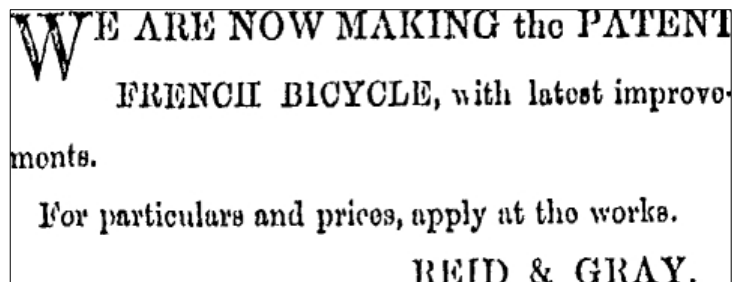 WE ARE NOW MAKING the PATENT
FRENCH BICYCLE, with latest improve-
ments.
For particulars and prices, apply at the works.
REID & GRAY.